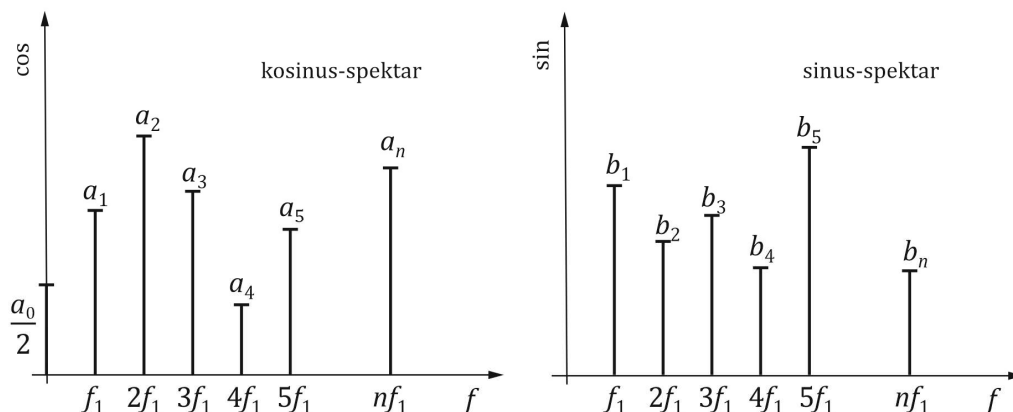 cos
kosinus-spektar
a₁
a₂
a₃
a₄
a₅
aₙ
a₀
2
f₁ 2f₁ 3f₁ 4f₁ 5f₁ nf₁ f
sin
sinus-spektar
b₁
b₂
b₃
b₄
b₅
bₙ
f₁ 2f₁ 3f₁ 4f₁ 5f₁ nf₁ f